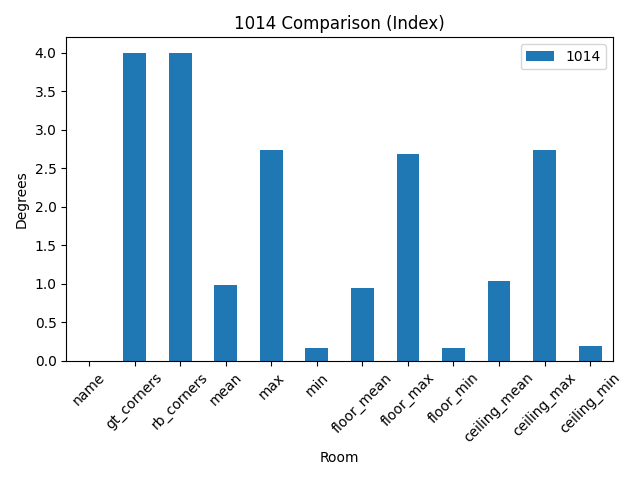 1014 Comparison (Index)
1014
Degrees
4.0
3.5
3.0
2.5
2.0
1.5
1.0
0.5
0.0
name
gt_corners
rb_corners
mean
max
min
floor_mean
floor_max
floor_min
ceiling_mean
ceiling_max
ceiling_min
Room